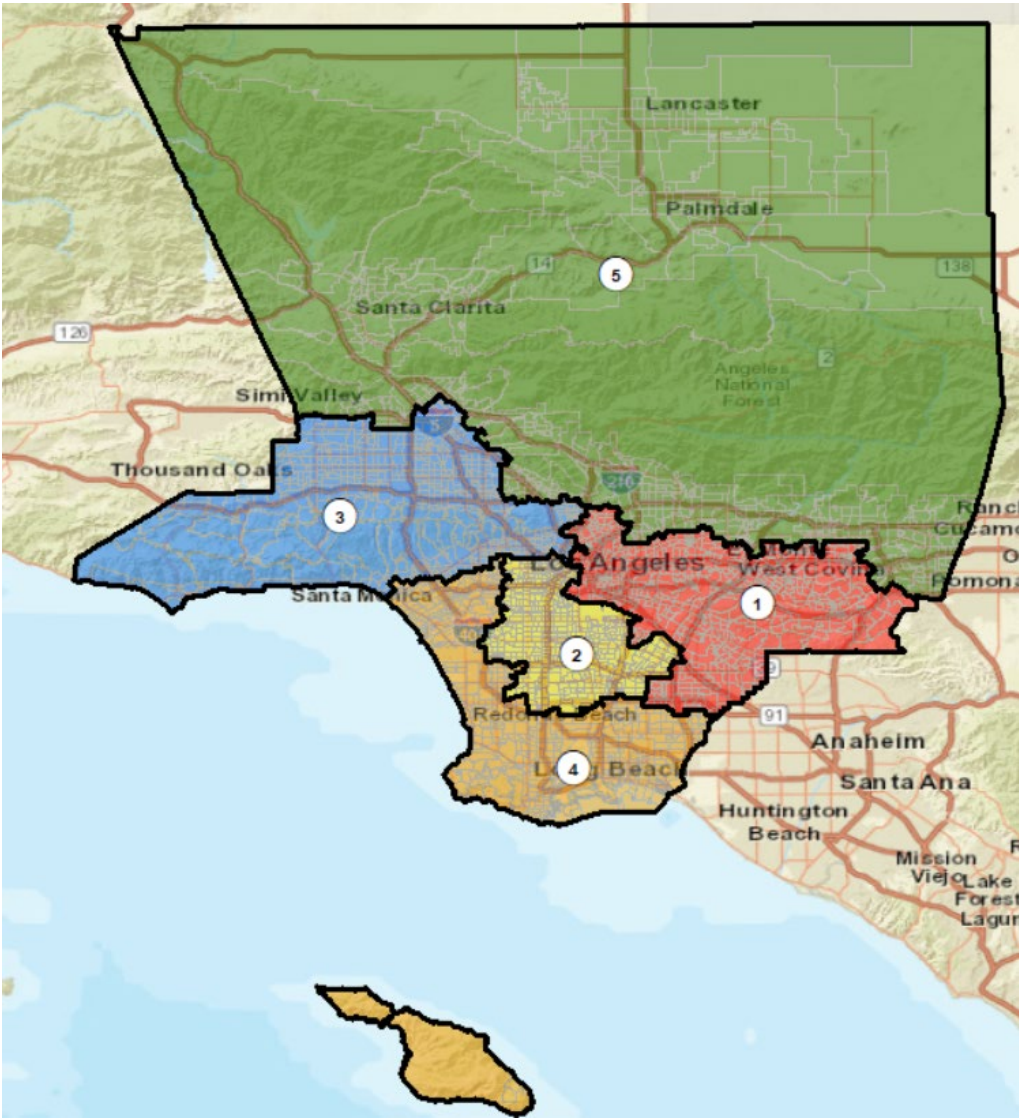 Lancaster
Palmdale
5
14
138
Santa Clarita
126
2
Angeles
National
Forest
Simi Valley
5
Thousand Oaks
210
3
Los Angeles
West Covina
Pomona
Santa Monica
1
2
Redondo Beach
91
Anaheim
4
Long Beach
Santa Ana
Huntington
Beach
Mission
Viejo
Lake
Forest